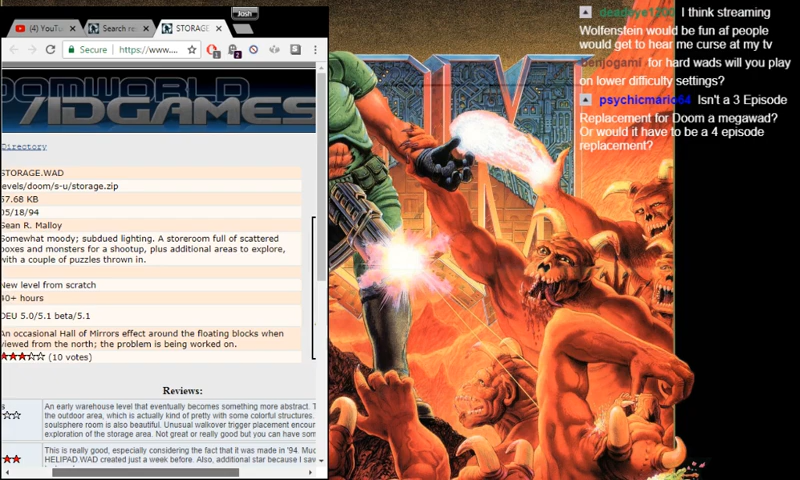 Josh
(4) YouTu
Search re
STORAGE.
Secure
https://www...
1
2
DOOMWORLD
/IDGAMES
Directory
STORAGE.WAD
evels/doom/s-u/storage.zip
57.68 KB
05/18/94
Sean R. Malloy
Somewhat moody; subdued lighting. A storeroom full of scattered
boxes and monsters for a shootup, plus additional areas to explore,
with a couple of puzzles thrown in.
New level from scratch
40+ hours
DEU 5.0/5.1 beta/5.1
An occasional Hall of Mirrors effect around the floating blocks when
viewed from the north; the problem is being worked on.
(10 votes)
Reviews:
s
An early warehouse level that eventually becomes something more abstract. T
the outdoor area, which is actually kind of pretty with some colorful structures.
soulsphere room is also beautiful. Unusual walkover trigger placement encour
exploration of the storage area. Not great or really good but you can have som
This is really good, especially considering the fact that it was made in '94. Muc
HELIPAD.WAD created just a week before. Also, additional star because I saw
I think streaming
Wolfenstein would be fun af people
would get to hear me curse at my tv
benjogami for hard wads will you play
on lower difficulty settings?
psychicmario64 Isn't a 3 Episode
Replacement for Doom a megawad?
Or would it have to be a 4 episode
replacement?